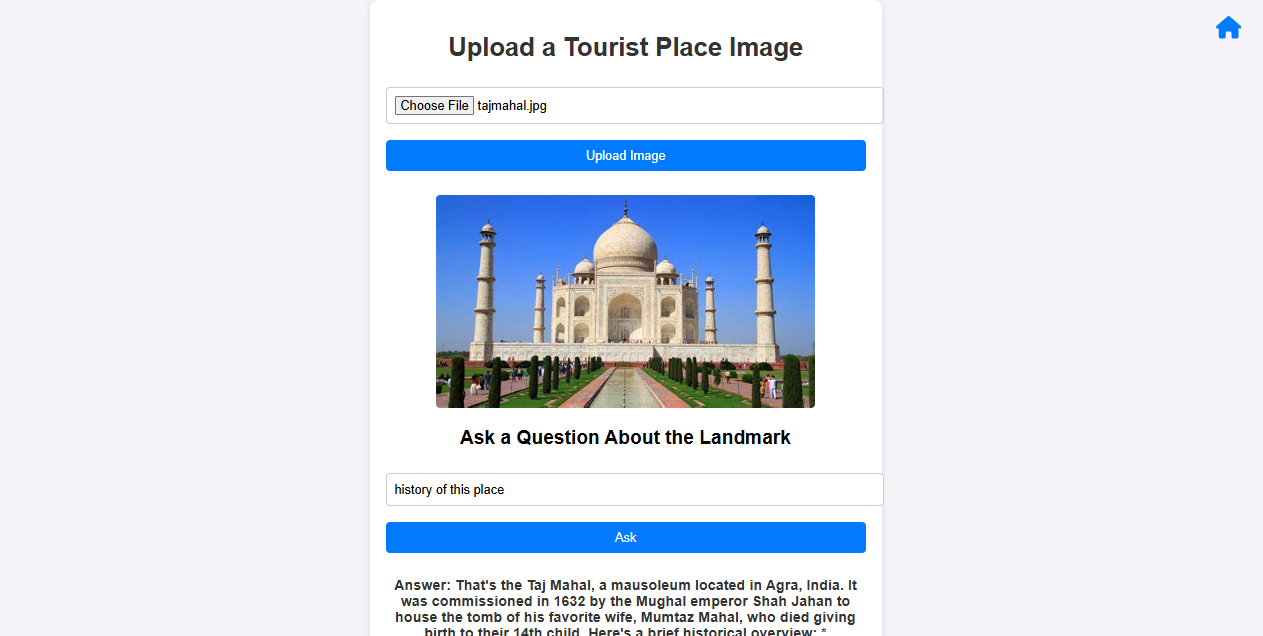 Upload a Tourist Place Image
Choose File tajmahal.jpg
Upload Image
Ask a Question About the Landmark
history of this place
Ask
Answer: That's the Taj Mahal, a mausoleum located in Agra, India. It
was commissioned in 1632 by the Mughal emperor Shah Jahan to
house the tomb of his favorite wife, Mumtaz Mahal, who died giving
birth to their 14th child. Here's a brief historical overview: *